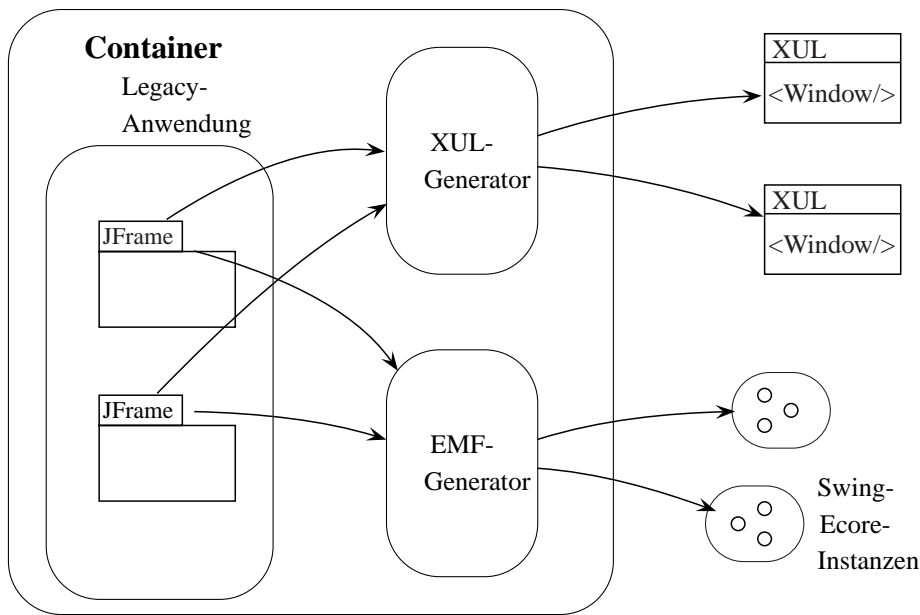 Container
Legacy-
Anwendung
JFrame
JFrame
XUL-
Generator
EMF-
Generator
XUL
<Window/>
XUL
<Window/>
Swing-
Ecore-
Instanzen